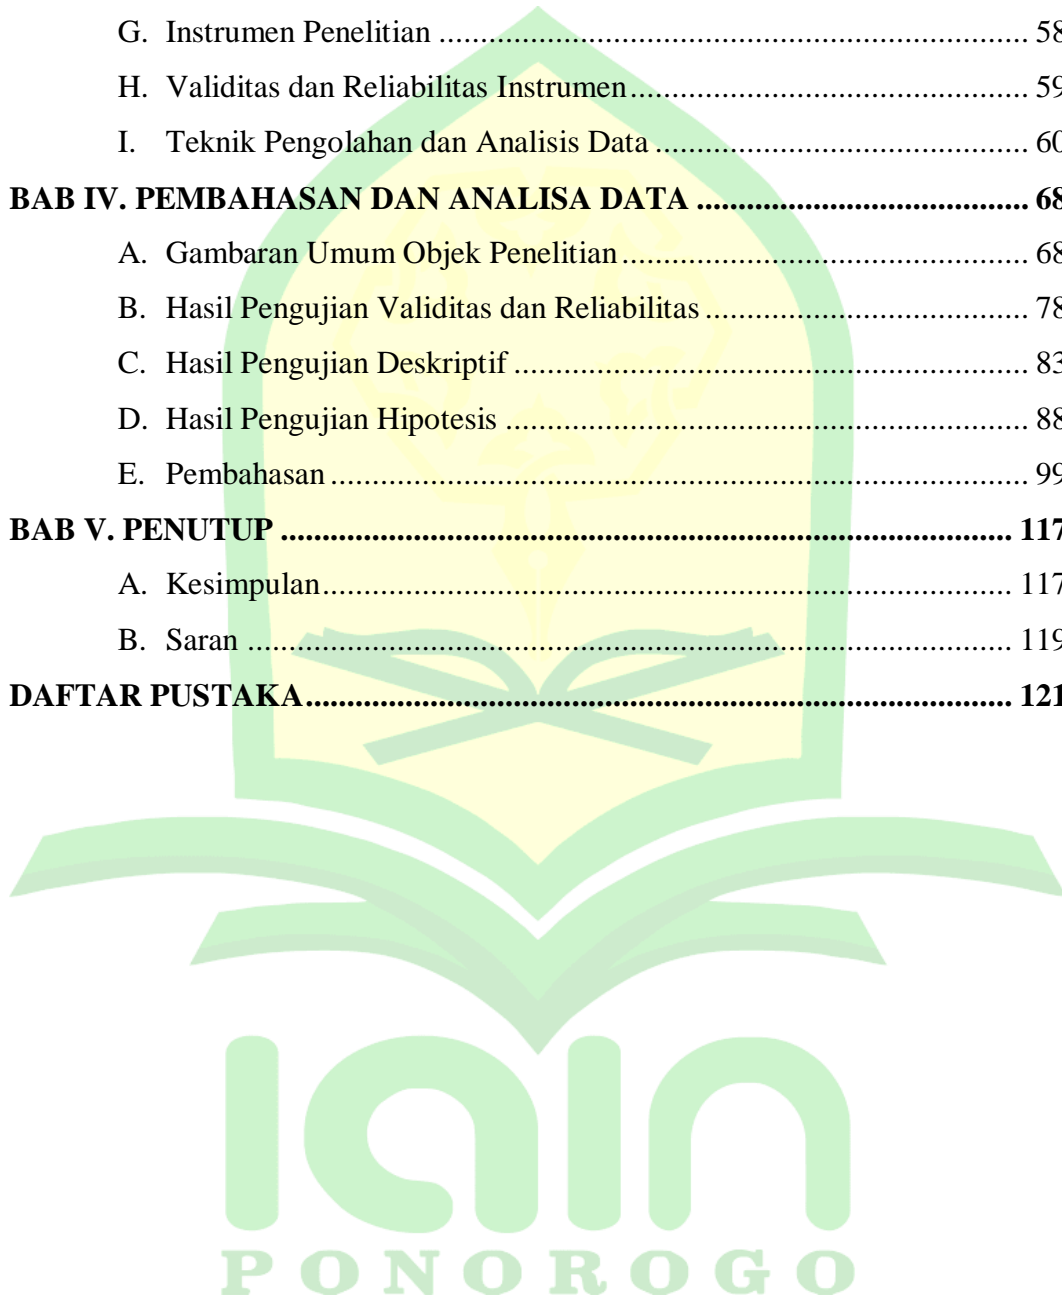 G. Instrumen Penelitian ........................................................................... 58
H. Validitas dan Reliabilitas Instrumen.................................................. 59
I. Teknik Pengolahan dan Analisis Data ............................................... 60
BAB IV. PEMBAHASAN DAN ANALISA DATA .......................................... 68
A. Gambaran Umum Objek Penelitian ................................................... 68
B. Hasil Pengujian Validitas dan Reliabilitas ......................................... 78
C. Hasil Pengujian Deskriptif ................................................................. 83
D. Hasil Pengujian Hipotesis .................................................................. 88
E. Pembahasan ........................................................................................ 99
BAB V. PENUTUP ............................................................................................ 117
A. Kesimpulan....................................................................................... 117
B. Saran ................................................................................................ 119
DAFTAR PUSTAKA......................................................................................... 121
iain
PONOROGO